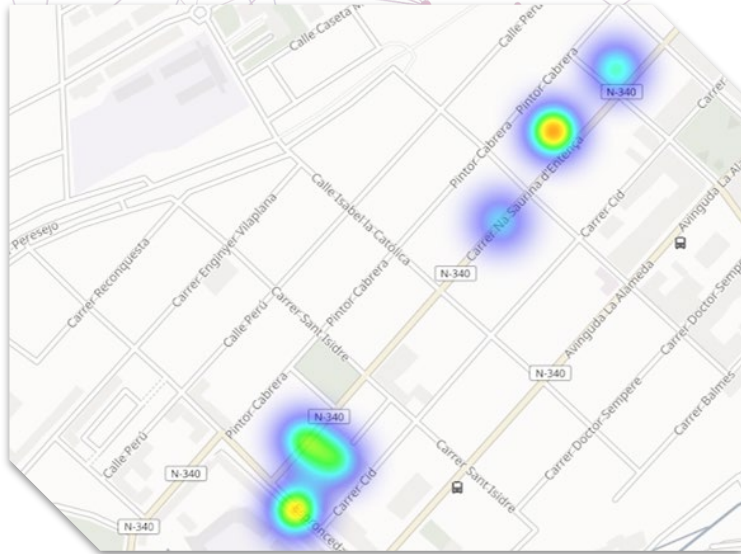 Calle Caseta M
Calle Perú
Pintor Cabrera
Pintor Cabrera
N-340
Carrer
Carrer Na Saurina d'Entença
Avinguda La Ala
Carrer Cid
Calle Isabel la Católica
Peresejo
Carrer Enginyer Vilaplana
Carrer Reconquesta
Pintor Cabrera
N-340
Calle Perú
Carrer Sant Isidre
Avinguda La Alameda
Carrer Doctor Sempere
N-340
Carrer Balmes
Pintor Cabrera
N-340
Carrer Doctor Sempere
Calle Perú
N-340
Carrer Cid
Carrer Sant Isidre
N-340